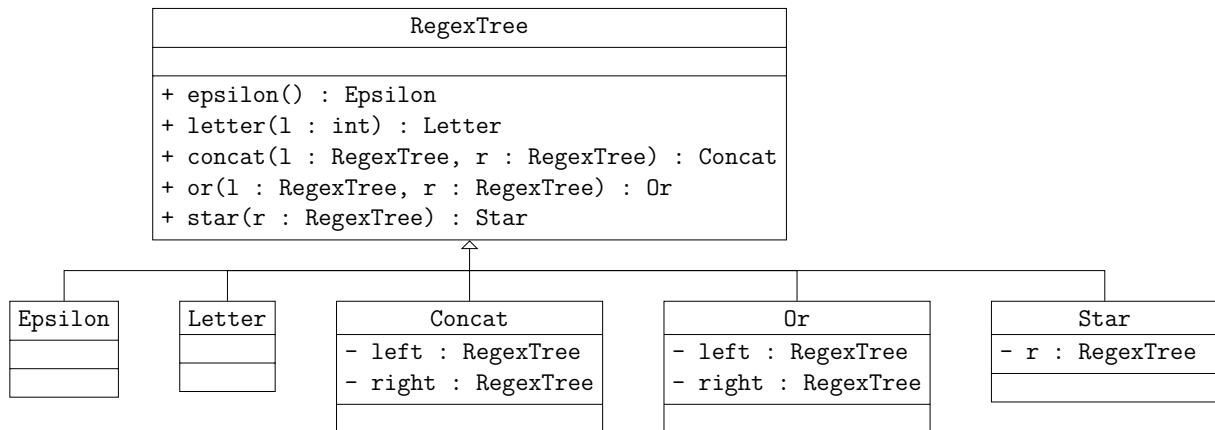 RegexTree
+ epsilon() : Epsilon
+ letter(l : int) : Letter
+ concat(l : RegexTree, r : RegexTree) : Concat
+ or(l : RegexTree, r : RegexTree) : Or
+ star(r : RegexTree) : Star
Epsilon
Letter
Concat
- left : RegexTree
- right : RegexTree
Or
- left : RegexTree
- right : RegexTree
Star
- r : RegexTree